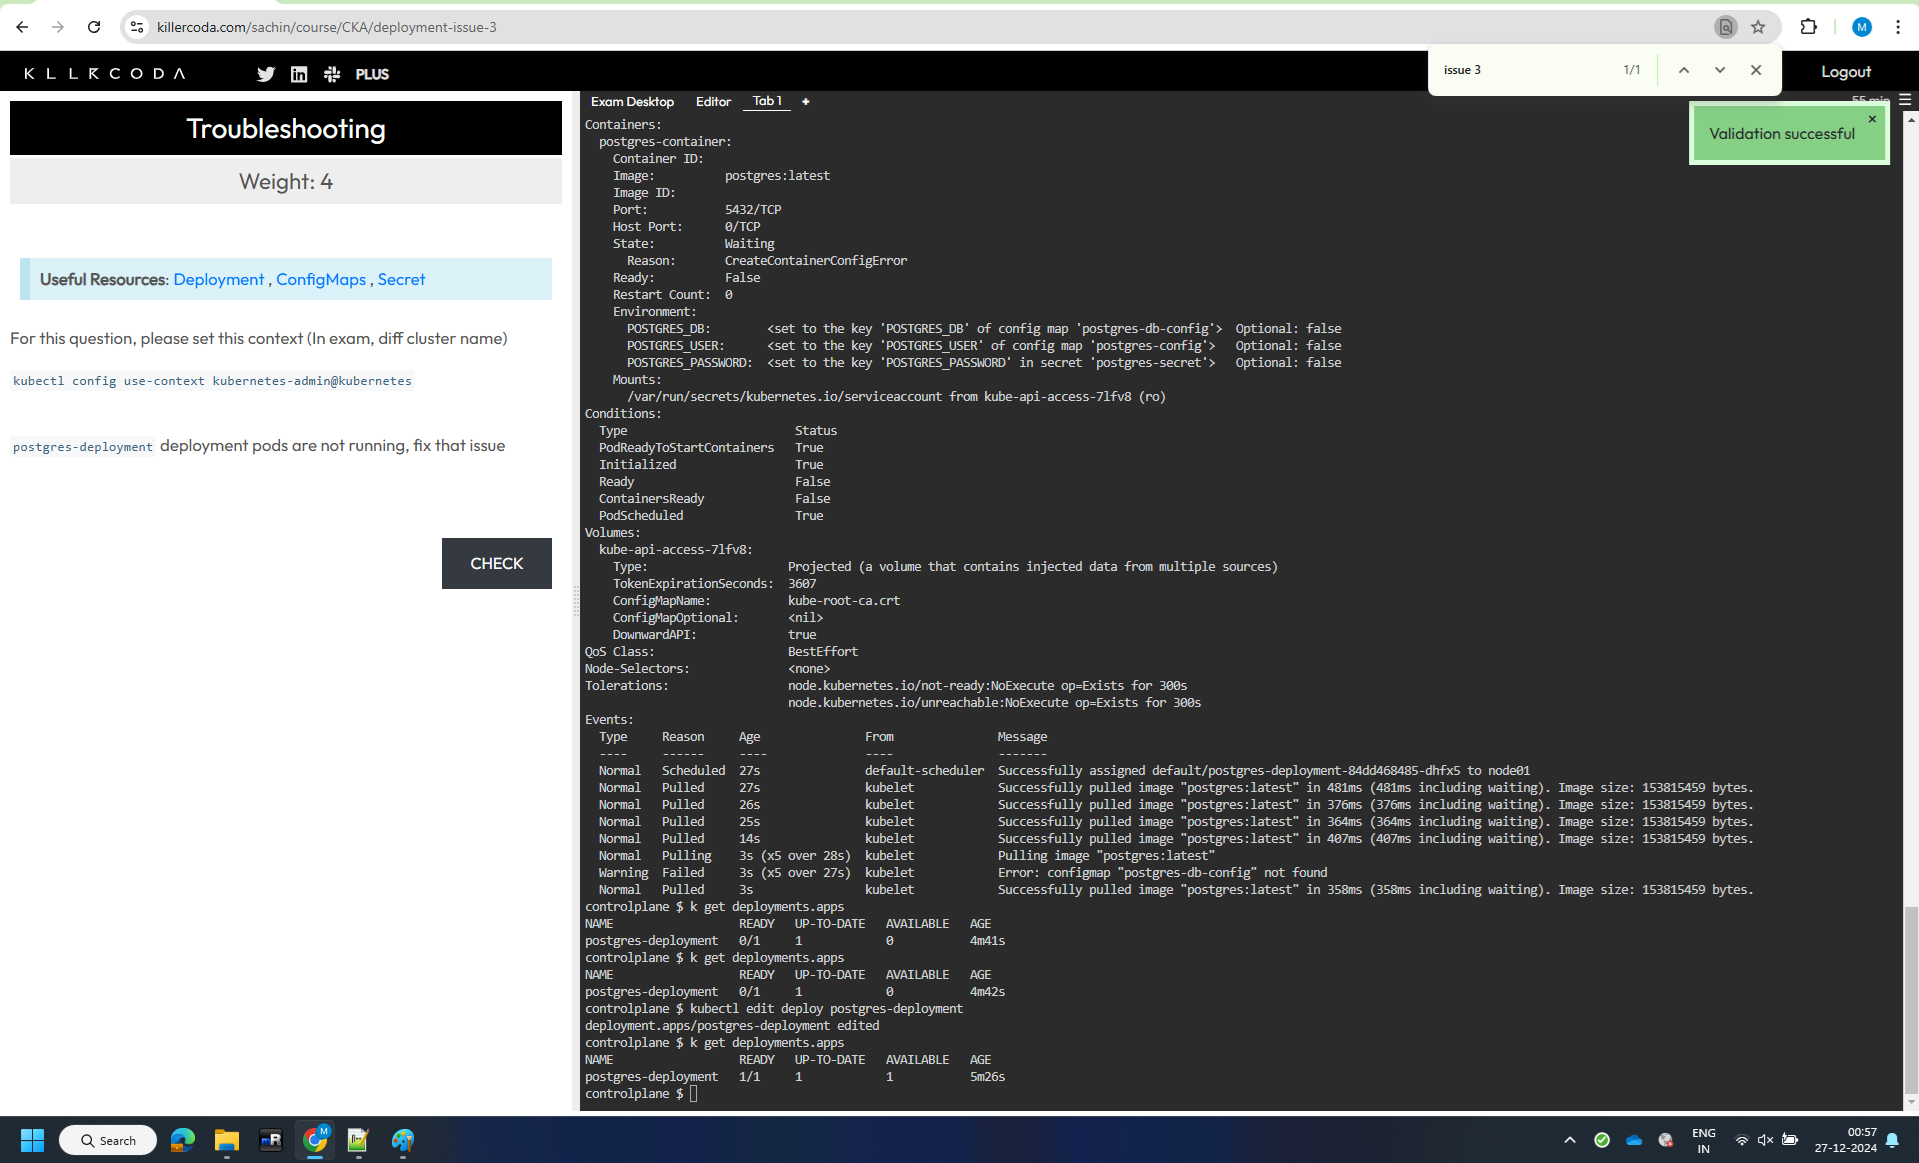 killercoda.com/sachin/course/CKA/deployment-issue-3
M
issue 3
1/1
KLLRCODA
PLUS
Logout
Troubleshooting
Weight: 4
Useful Resources: Deployment , ConfigMaps , Secret
For this question, please set this context (In exam, diff cluster name)
kubectl config use-context kubernetes-admin@kubernetes
postgres-deployment deployment pods are not running, fix that issue
CHECK
Exam Desktop Editor Tab 1 +
55 min
Validation successful
×
Containers:
postgres-container:
Container ID:
Image: postgres:latest
Image ID:
Port: 5432/TCP
Host Port: 0/TCP
State: Waiting
Reason: CreateContainerConfigError
Ready: False
Restart Count: 0
Environment:
POSTGRES_DB: <set to the key 'POSTGRES_DB' of config map 'postgres-db-config'> Optional: false
POSTGRES_USER: <set to the key 'POSTGRES_USER' of config map 'postgres-config'> Optional: false
POSTGRES_PASSWORD: <set to the key 'POSTGRES_PASSWORD' in secret 'postgres-secret'> Optional: false
Mounts:
/var/run/secrets/kubernetes.io/serviceaccount from kube-api-access-7lfv8 (ro)
Conditions:
Type Status
PodReadyToStartContainers True
Initialized True
Ready False
ContainersReady False
PodScheduled True
Volumes:
kube-api-access-7lfv8:
Type: Projected (a volume that contains injected data from multiple sources)
TokenExpirationSeconds: 3607
ConfigMapName: kube-root-ca.crt
ConfigMapOptional: <nil>
DownwardAPI: true
QoS Class: BestEffort
Node-Selectors: <none>
Tolerations: node.kubernetes.io/not-ready:NoExecute op=Exists for 300s
node.kubernetes.io/unreachable:NoExecute op=Exists for 300s
Events:
Type Reason Age From Message
---- ------ ---- ---- -------
Normal Scheduled 27s default-scheduler Successfully assigned default/postgres-deployment-84dd468485-dhfx5 to node01
Normal Pulled 27s kubelet Successfully pulled image "postgres:latest" in 481ms (481ms including waiting). Image size: 153815459 bytes.
Normal Pulled 26s kubelet Successfully pulled image "postgres:latest" in 376ms (376ms including waiting). Image size: 153815459 bytes.
Normal Pulled 25s kubelet Successfully pulled image "postgres:latest" in 364ms (364ms including waiting). Image size: 153815459 bytes.
Normal Pulled 14s kubelet Successfully pulled image "postgres:latest" in 407ms (407ms including waiting). Image size: 153815459 bytes.
Normal Pulling 3s (x5 over 28s) kubelet Pulling image "postgres:latest"
Warning Failed 3s (x5 over 27s) kubelet Error: configmap "postgres-db-config" not found
Normal Pulled 3s kubelet Successfully pulled image "postgres:latest" in 358ms (358ms including waiting). Image size: 153815459 bytes.
controlplane $ k get deployments.apps
NAME READY UP-TO-DATE AVAILABLE AGE
postgres-deployment 0/1 1 0 4m41s
controlplane $ k get deployments.apps
NAME READY UP-TO-DATE AVAILABLE AGE
postgres-deployment 0/1 1 0 4m42s
controlplane $ kubectl edit deploy postgres-deployment
deployment.apps/postgres-deployment edited
controlplane $ k get deployments.apps
NAME READY UP-TO-DATE AVAILABLE AGE
postgres-deployment 1/1 1 1 5m26s
controlplane $
Search
mR
M
ENG
IN
00:57
27-12-2024